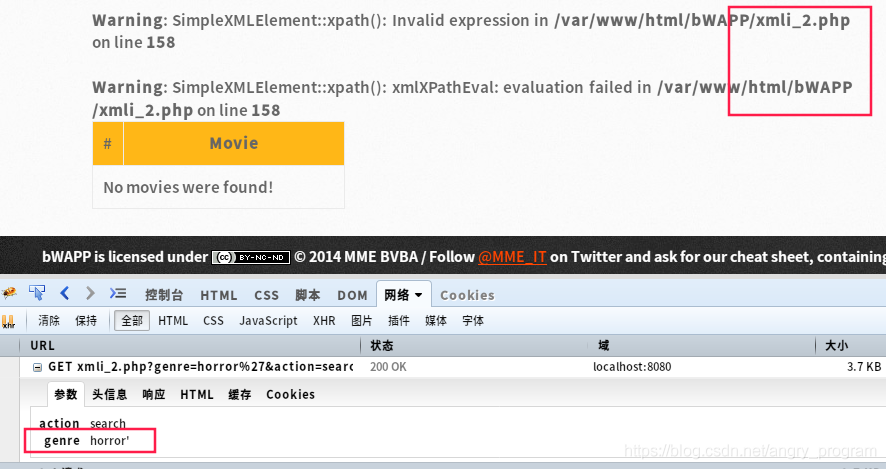 Warning: SimpleXMLElement::xpath(): Invalid expression in /var/www/html/bWAPP/xmli_2.php
on line 158
Warning: SimpleXMLElement::xpath(): xmlXPathEval: evaluation failed in /var/www/html/bWAPP
/xmli_2.php on line 158
# Movie
No movies were found!
bWAPP is licensed under (cc) BY-NC-ND © 2014 MME BVBA / Follow @MME_IT on Twitter and ask for our cheat sheet, containing
控制台 HTML CSS 脚本 DOM 网络 Cookies
xhr 清除 保持 全部 HTML CSS JavaScript XHR 图片 插件 媒体 字体
URL 状态 域 大小
GET xmli_2.php?genre=horror%27&action=searc 200 OK localhost:8080 3.7 KB
参数 头信息 响应 HTML 缓存 Cookies
action search
genre horror'
https://blog.csdn.net/angry_program